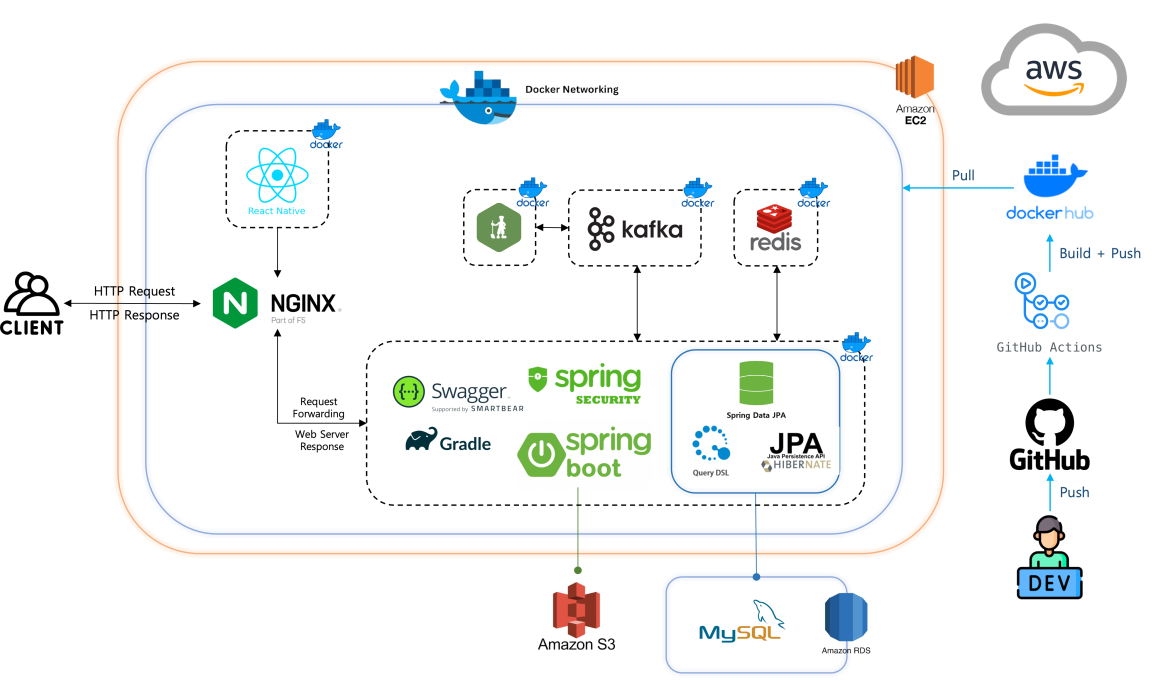 aws
Docker Networking
Amazon
EC2
docker
React Native
Pull
docker hub
docker
docker
docker
kafka
redis
Build + Push
HTTP Request
HTTP Response
CLIENT
NGINX
Part of F5
GitHub Actions
docker
Swagger
Supported by SMARTBEAR
spring
SECURITY
Spring Data JPA
Request
Forwarding
Web Server
Response
Gradle
spring
boot
Query DSL
JPA
Java Persistence API
HIBERNATE
GitHub
Push
DEV
Amazon S3
MySQL
Amazon RDS